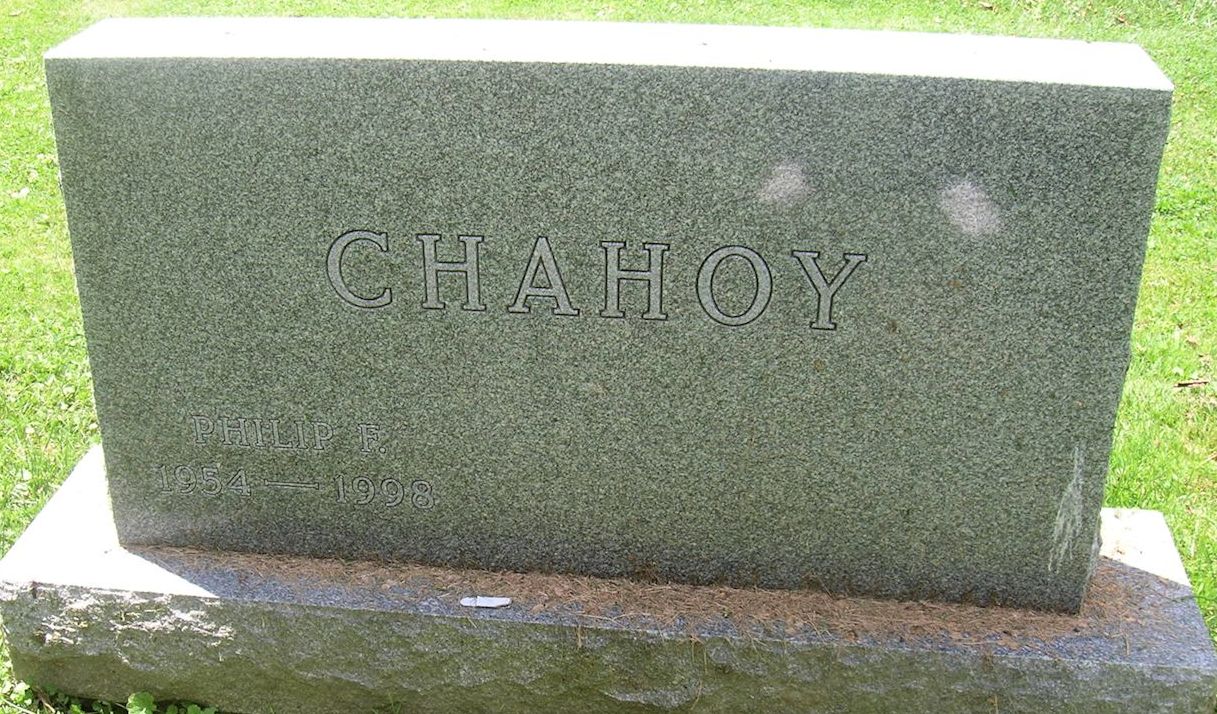 CHAHOY
PHILIP F.
1954 — 1998